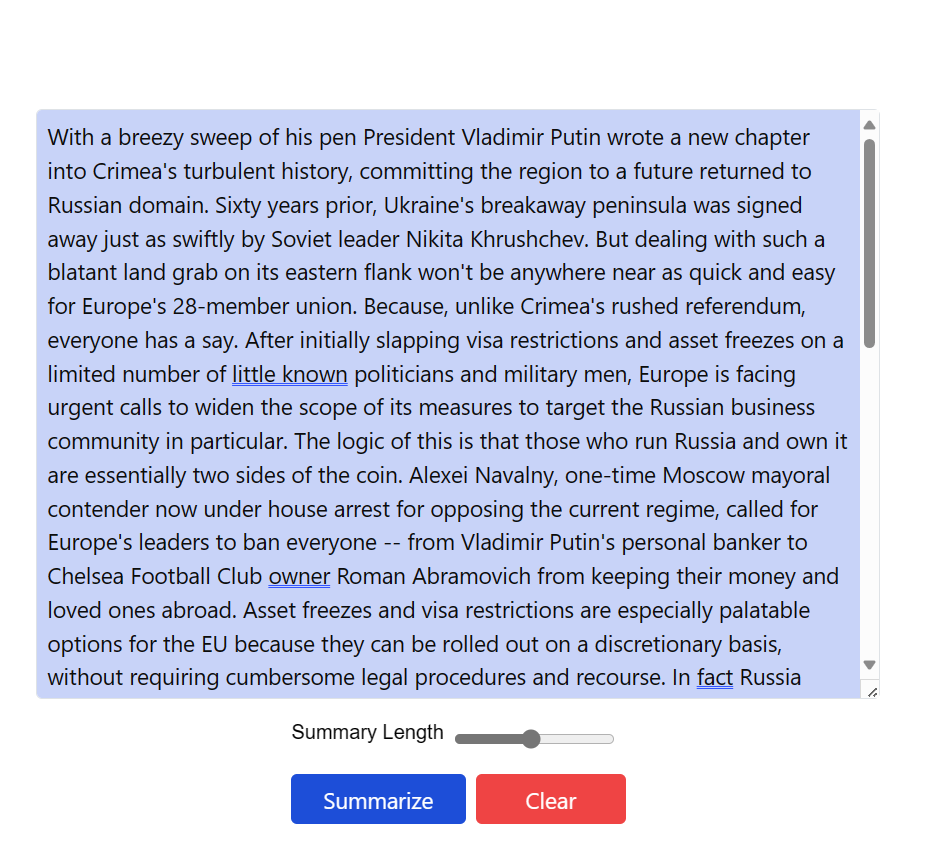 With a breezy sweep of his pen President Vladimir Putin wrote a new chapter
into Crimea's turbulent history, committing the region to a future returned to
Russian domain. Sixty years prior, Ukraine's breakaway peninsula was signed
away just as swiftly by Soviet leader Nikita Khrushchev. But dealing with such a
blatant land grab on its eastern flank won't be anywhere near as quick and easy
for Europe's 28-member union. Because, unlike Crimea's rushed referendum,
everyone has a say. After initially slapping visa restrictions and asset freezes on a
limited number of little known politicians and military men, Europe is facing
urgent calls to widen the scope of its measures to target the Russian business
community in particular. The logic of this is that those who run Russia and own it
are essentially two sides of the coin. Alexei Navalny, one-time Moscow mayoral
contender now under house arrest for opposing the current regime, called for
Europe's leaders to ban everyone -- from Vladimir Putin's personal banker to
Chelsea Football Club owner Roman Abramovich from keeping their money and
loved ones abroad. Asset freezes and visa restrictions are especially palatable
options for the EU because they can be rolled out on a discretionary basis,
without requiring cumbersome legal procedures and recourse. In fact Russia
Summary Length
Summarize Clear